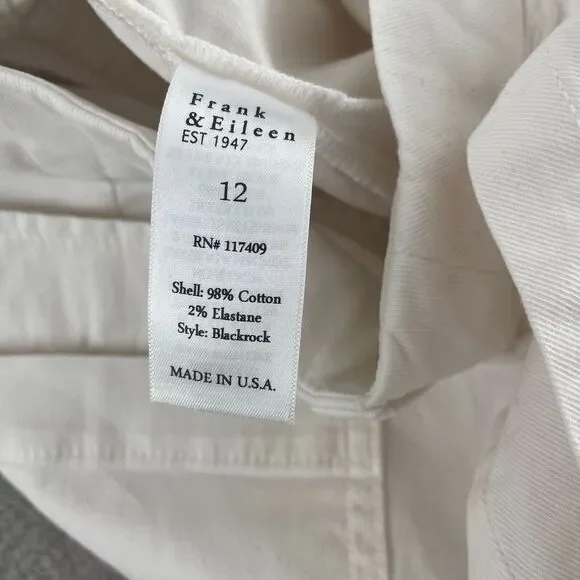 Frank
& Eileen
EST 1947
12
RN# 117409
Shell: 98% Cotton
2% Elastane
Style: Blackrock
MADE IN U.S.A.